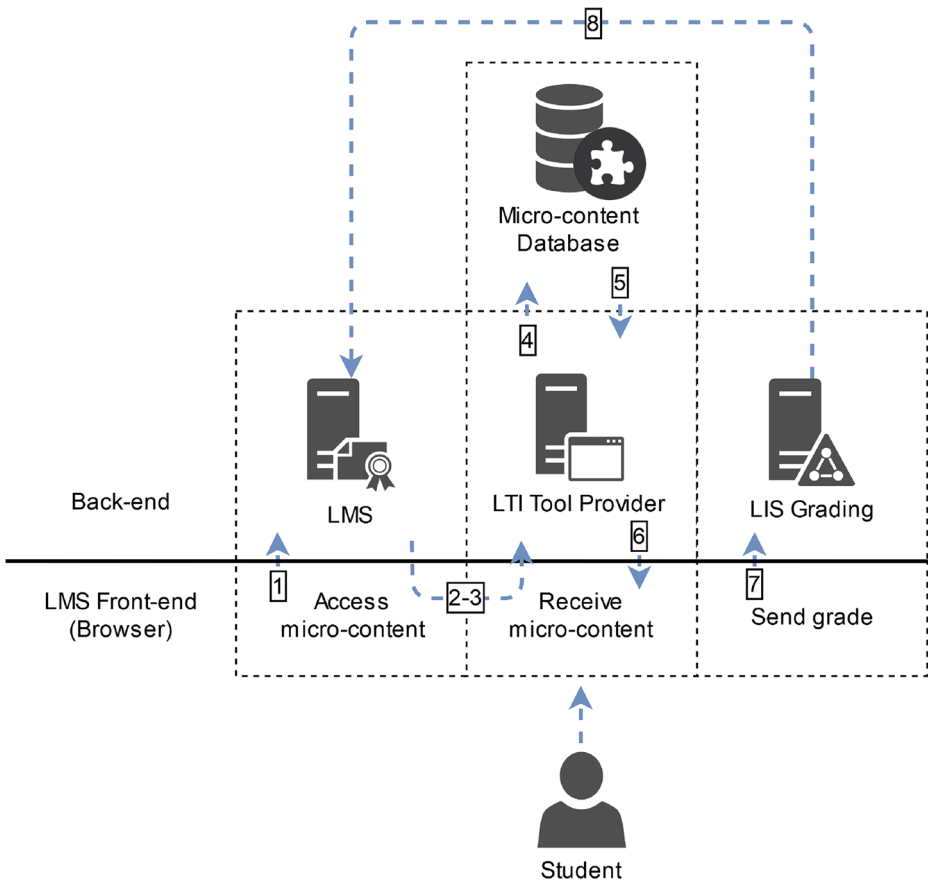 8
Micro-content
Database
5
4
Back-end
LMS
LTI Tool Provider
LIS Grading
6
1
2-3
7
LMS Front-end
(Browser)
Access
micro-content
Receive
micro-content
Send grade
Student